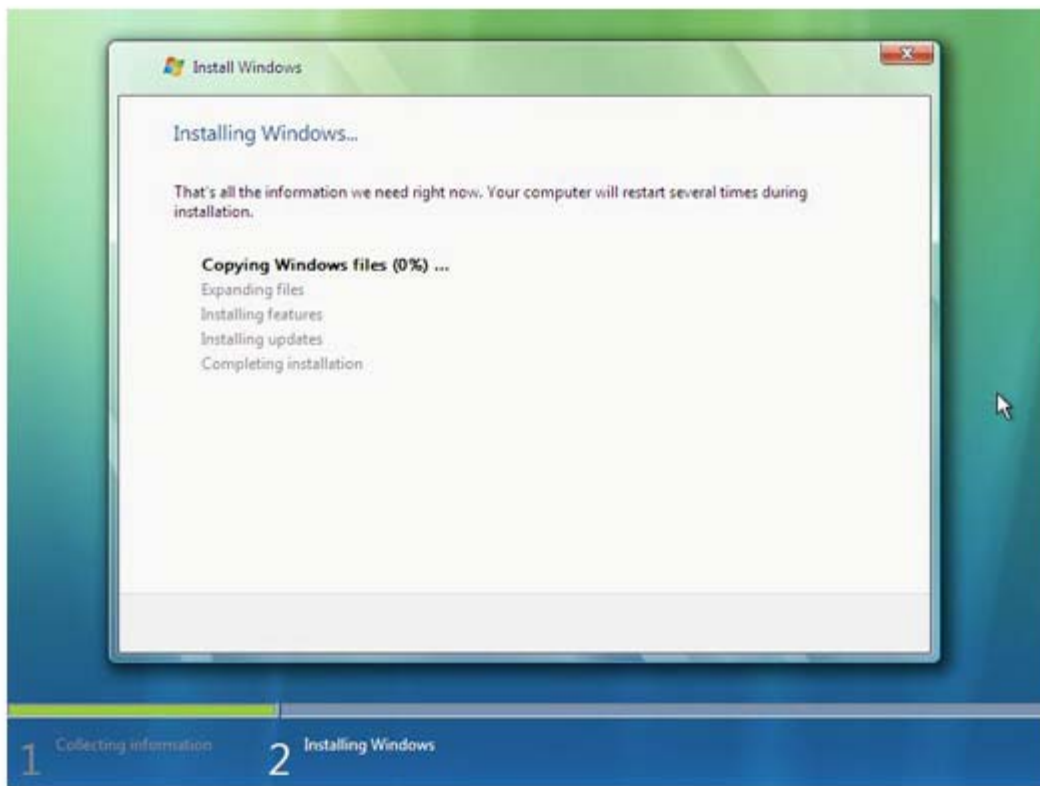 Install Windows
Installing Windows...
That's all the information we need right now. Your computer will restart several times during
installation.
Copying Windows files (0%) ...
Expanding files
Installing features
Installing updates
Completing installation
1 Collecting information
2 Installing Windows